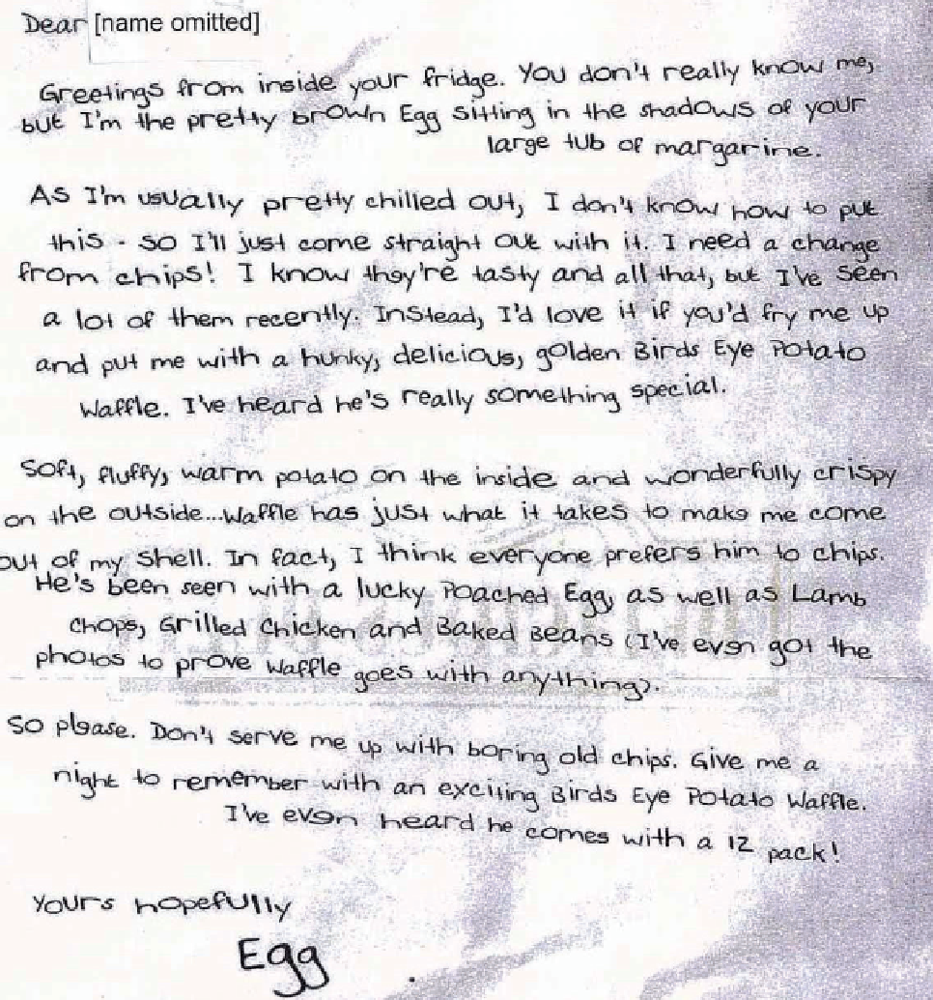 Dear [name omitted]
Greetings from inside your fridge. You don't really know me,
but I'm the pretty brown Egg sitting in the shadows of your
large tub of margarine.
As I'm usually pretty chilled out, I don't know how to put
this - so I'll just come straight out with it. I need a change
from chips! I know they're tasty and all that, but I've seen
a lot of them recently. Instead, I'd love it if you'd fry me up
and put me with a hunky, delicious, golden Birds Eye Potato
Waffle. I've heard he's really something special.
Soft, fluffy, warm potato on the inside and wonderfully crispy
on the outside...Waffle has just what it takes to make me come
out of my shell. In fact, I think everyone prefers him to chips.
He's been seen with a lucky Poached Egg, as well as Lamb
Chops, Grilled Chicken and Baked Beans (I've even got the
photos to prove Waffle goes with anything).
So please. Don't serve me up with boring old chips. Give me a
night to remember with an exciting Birds Eye Potato Waffle.
I've even heard he comes with a 12 pack!
Yours hopefully
Egg